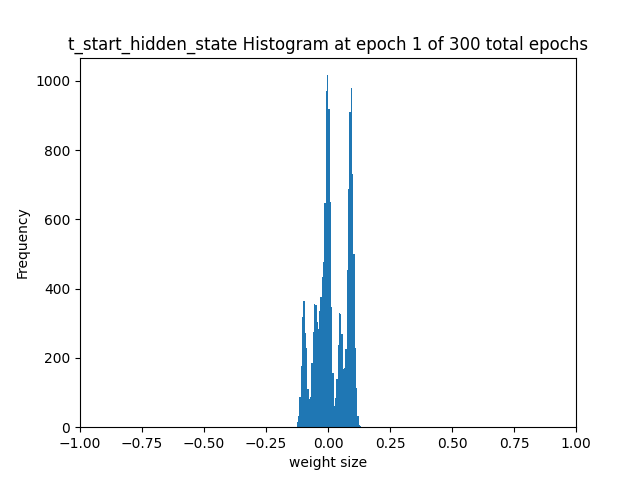 t_start_hidden_state Histogram at epoch 1 of 300 total epochs
Frequency
1000
800
600
400
200
0
−1.00 −0.75 −0.50 −0.25 0.00 0.25 0.50 0.75 1.00
weight size